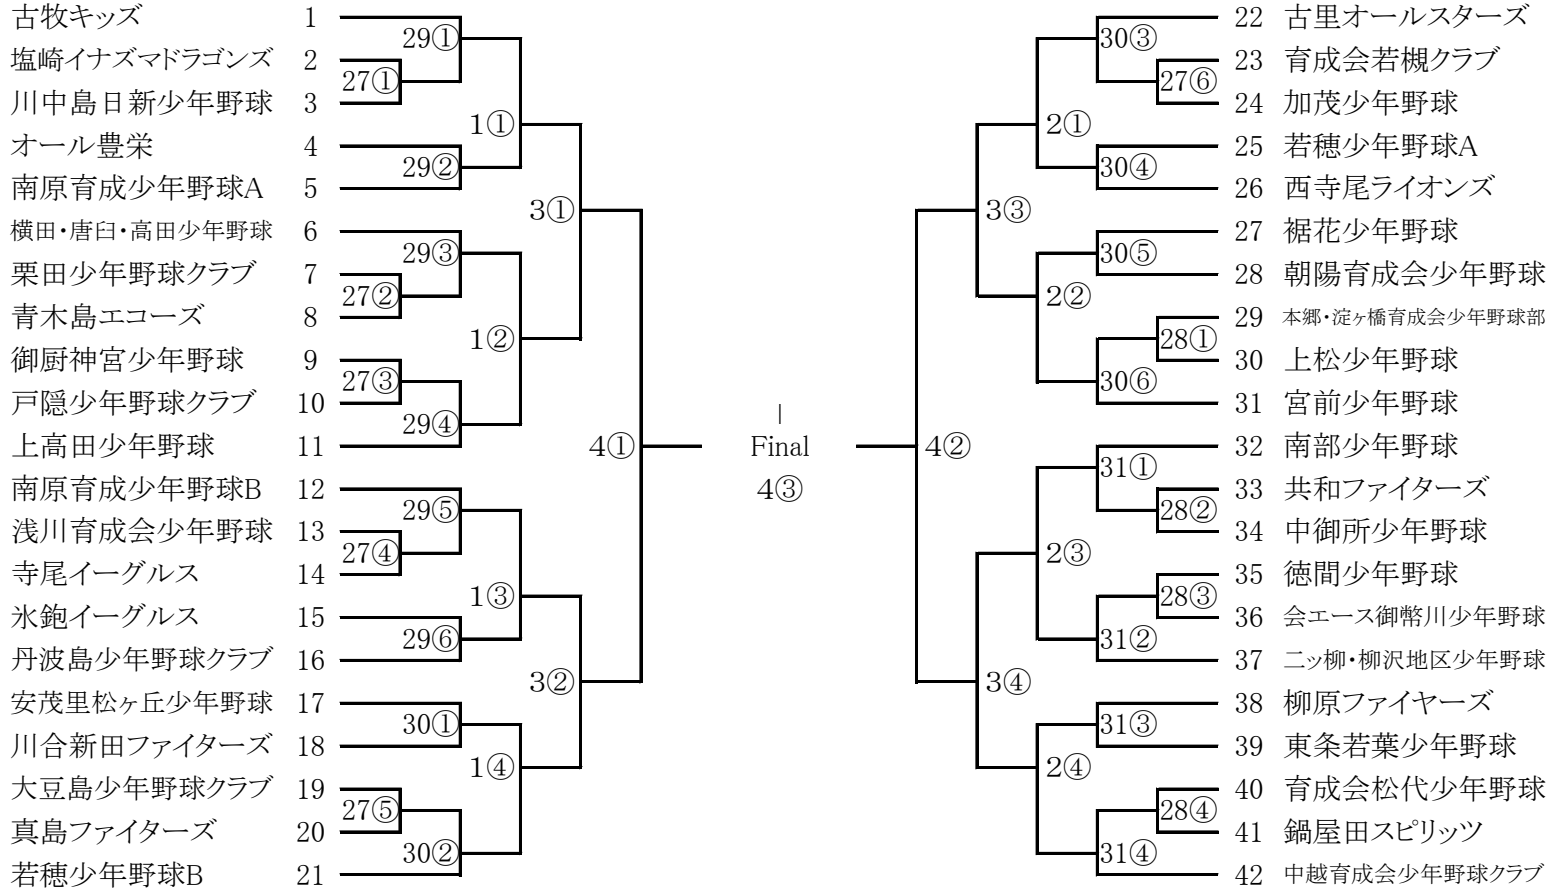 古牧キッズ 1
塩崎イナズマドラゴンズ 2
川中島日新少年野球 3
オール豊栄 4
南原育成少年野球A 5
横田・唐臼・高田少年野球 6
栗田少年野球クラブ 7
青木島エコーズ 8
御厨神宮少年野球 9
戸隠少年野球クラブ 10
上高田少年野球 11
南原育成少年野球B 12
浅川育成会少年野球 13
寺尾イーグルス 14
氷鉋イーグルス 15
丹波島少年野球クラブ 16
安茂里松ヶ丘少年野球 17
川合新田ファイターズ 18
大豆島少年野球クラブ 19
真島ファイターズ 20
若穂少年野球B 21
27①
27②
27③
27④
27⑤
29①
29②
29③
29④
29⑤
29⑥
30①
30②
1①
1②
1③
1④
3①
3②
4①
Final
4③
4②
3③
3④
2①
2②
2③
2④
30③
30④
30⑤
30⑥
31①
31②
31③
31④
27⑥
28①
28②
28③
28④
22 古里オールスターズ
23 育成会若槻クラブ
24 加茂少年野球
25 若穂少年野球A
26 西寺尾ライオンズ
27 裾花少年野球
28 朝陽育成会少年野球
29 本郷・淀ヶ橋育成会少年野球部
30 上松少年野球
31 宮前少年野球
32 南部少年野球
33 共和ファイターズ
34 中御所少年野球
35 徳間少年野球
36 会エース御幣川少年野球
37 二ッ柳・柳沢地区少年野球
38 柳原ファイヤーズ
39 東条若葉少年野球
40 育成会松代少年野球
41 鍋屋田スピリッツ
42 中越育成会少年野球クラブ